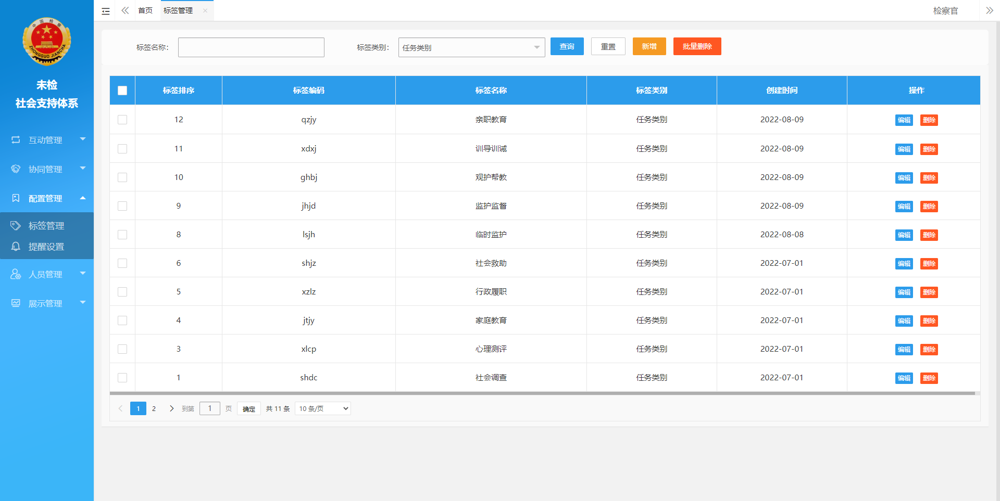 中国检察
ZHONGGUO JIANCHA
未检
社会支持体系
互动管理
协同管理
配置管理
标签管理
提醒设置
人员管理
展示管理
首页 标签管理 × 检察官
标签名称： 标签类别： 任务类别 查询 重置 新增 批量删除
标签排序 标签编码 标签名称 标签类别 创建时间 操作
12 qzjy 亲职教育 任务类别 2022-08-09 编辑 删除
11 xdxj 训导训诫 任务类别 2022-08-09 编辑 删除
10 ghbj 观护帮教 任务类别 2022-08-09 编辑 删除
9 jhjd 监护监督 任务类别 2022-08-09 编辑 删除
8 lsjh 临时监护 任务类别 2022-08-08 编辑 删除
6 shjz 社会救助 任务类别 2022-07-01 编辑 删除
5 xzlz 行政履职 任务类别 2022-07-01 编辑 删除
4 jtjy 家庭教育 任务类别 2022-07-01 编辑 删除
3 xlcp 心理测评 任务类别 2022-07-01 编辑 删除
1 shdc 社会调查 任务类别 2022-07-01 编辑 删除
1 2 到第 1 页 确定 共 11 条 10 条/页